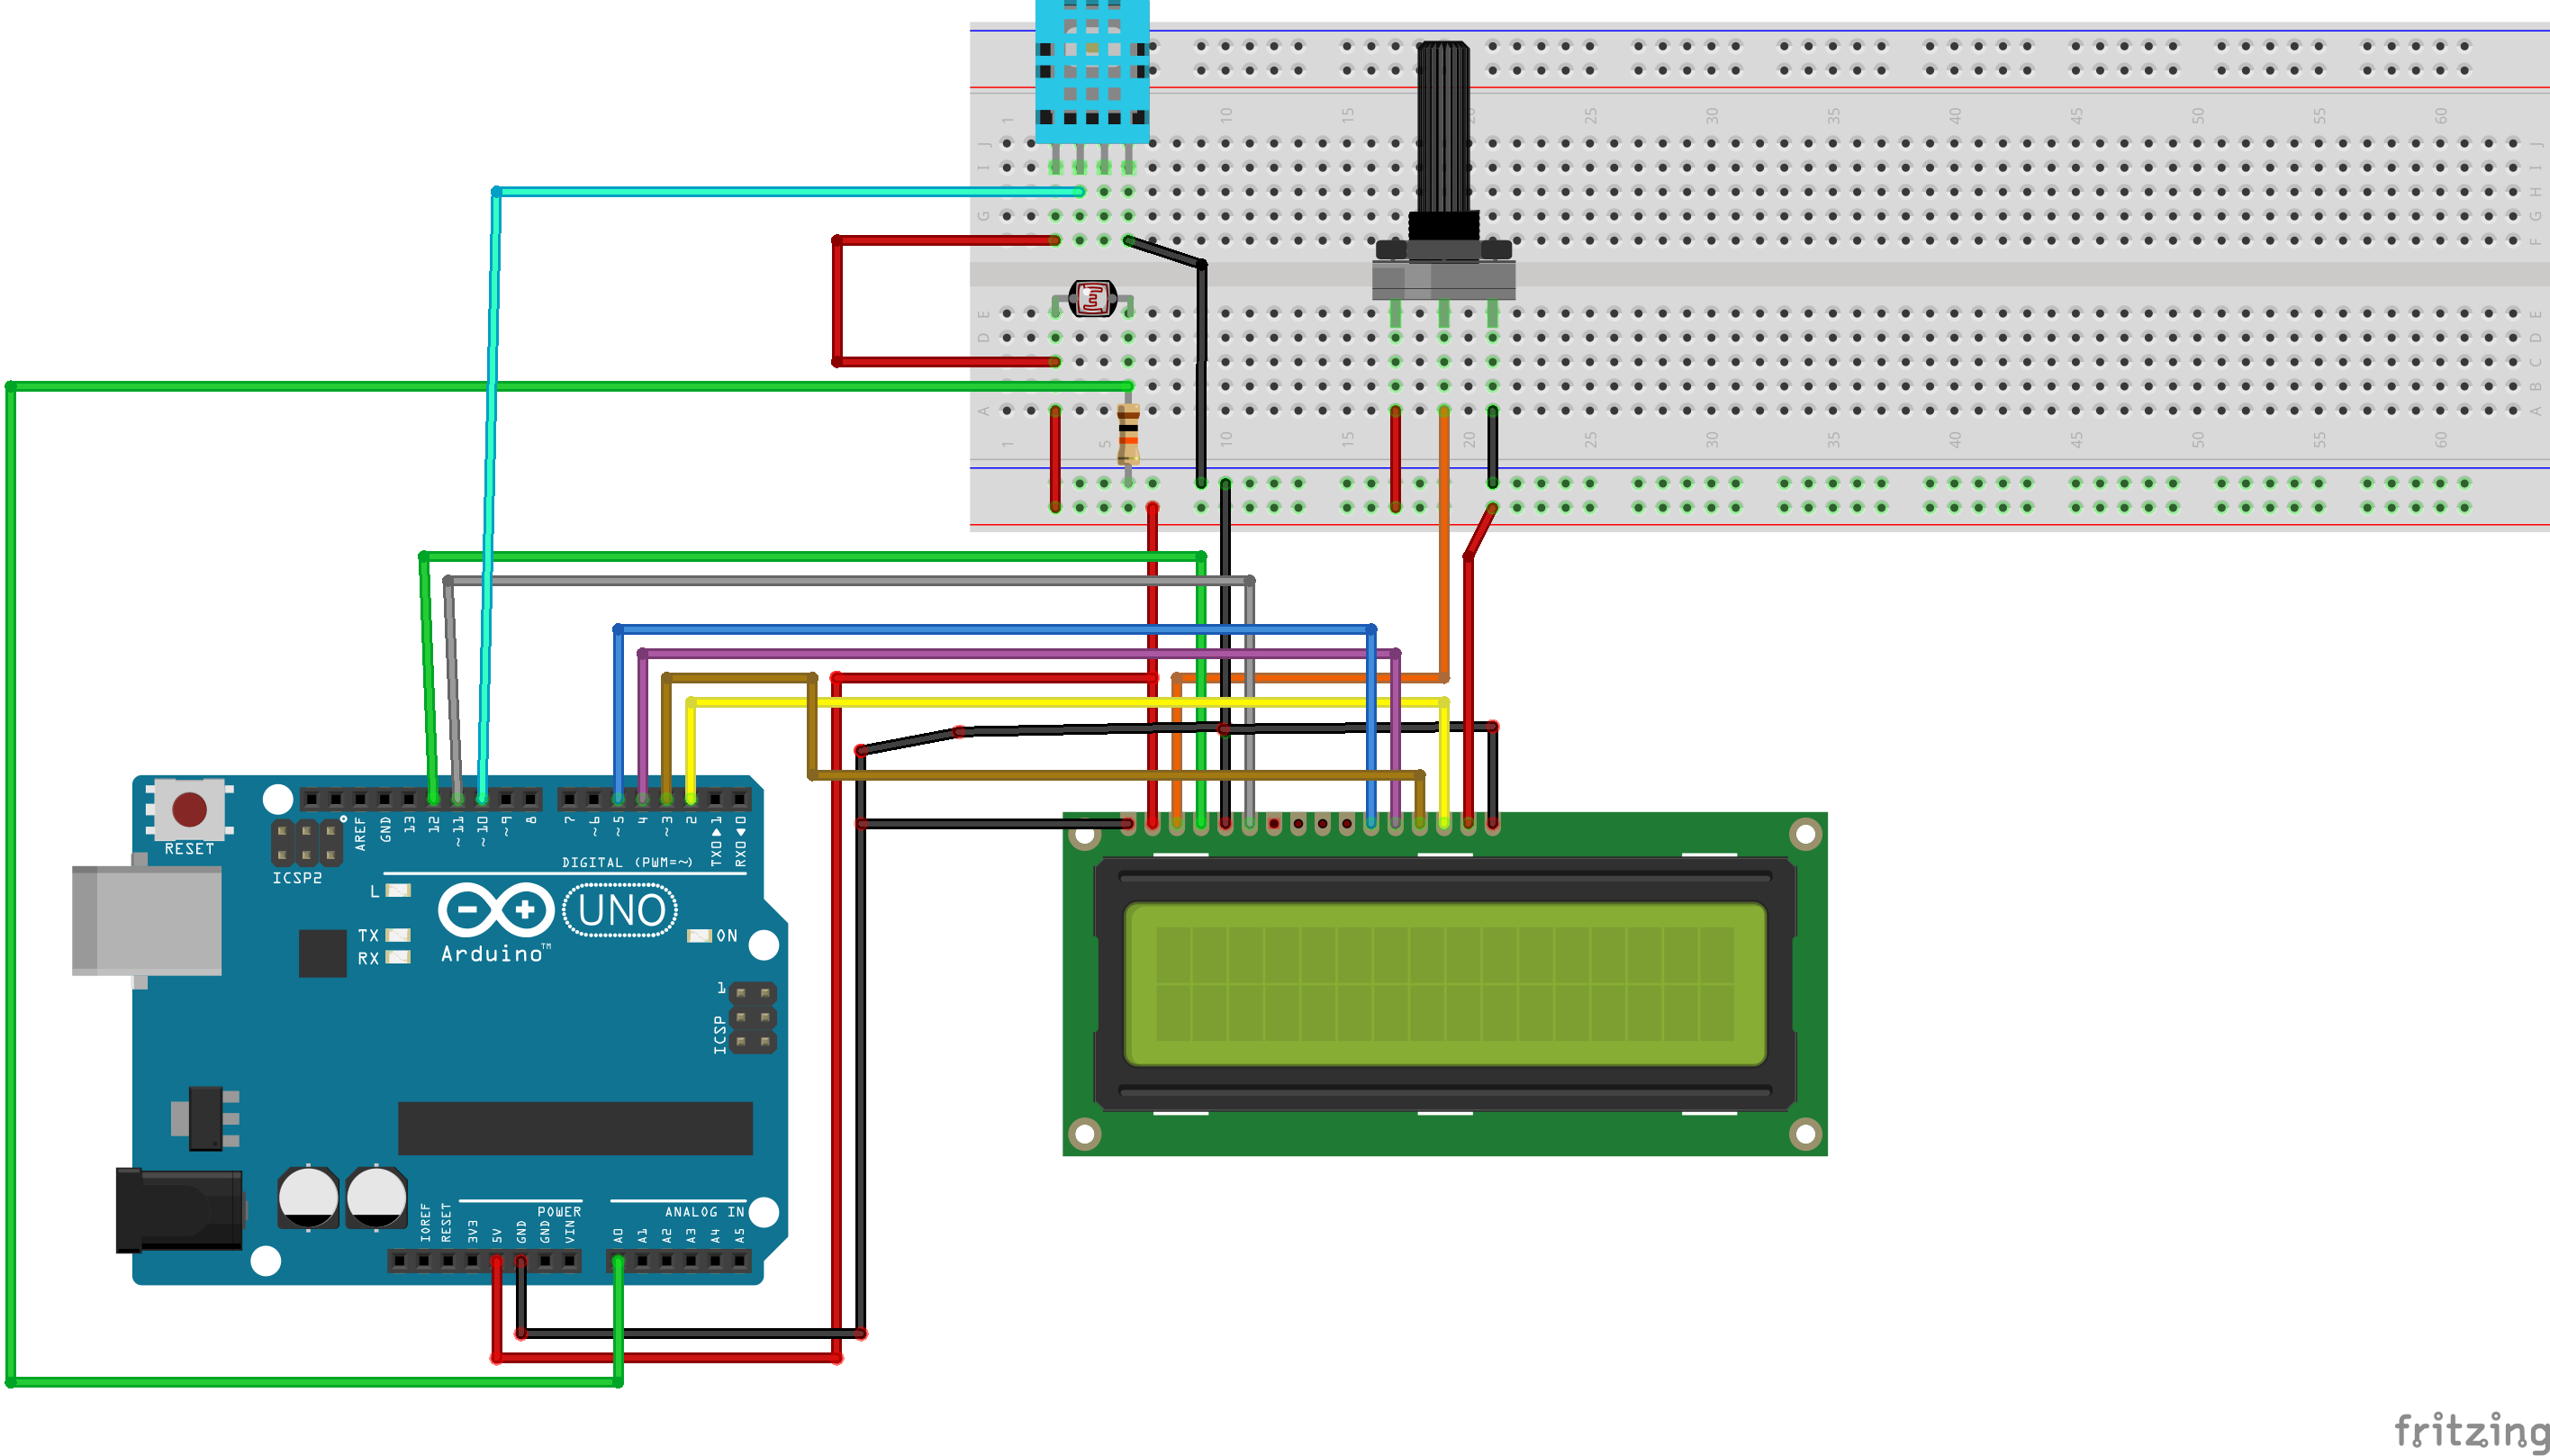 1 10 15 20 25 30 35 40 45 50 55 60
J J
I I
H
G G
F F
E E
D D
C
B
A A
1 5 10 15 20 25 30 35 40 45 50 55 60
RESET
ICSP2
AREF GND 13 12 ~11 ~10 ~9 8 7 ~6 ~5 4 ~3 2 TX0 1 RX0 0
DIGITAL (PWM=~)
L
TX
RX
UNO
Arduino™
ON
1
ICSP
POWER ANALOG IN
IOREF RESET 3V3 5V GND GND VIN A0 A1 A2 A3 A4 A5
fritzing